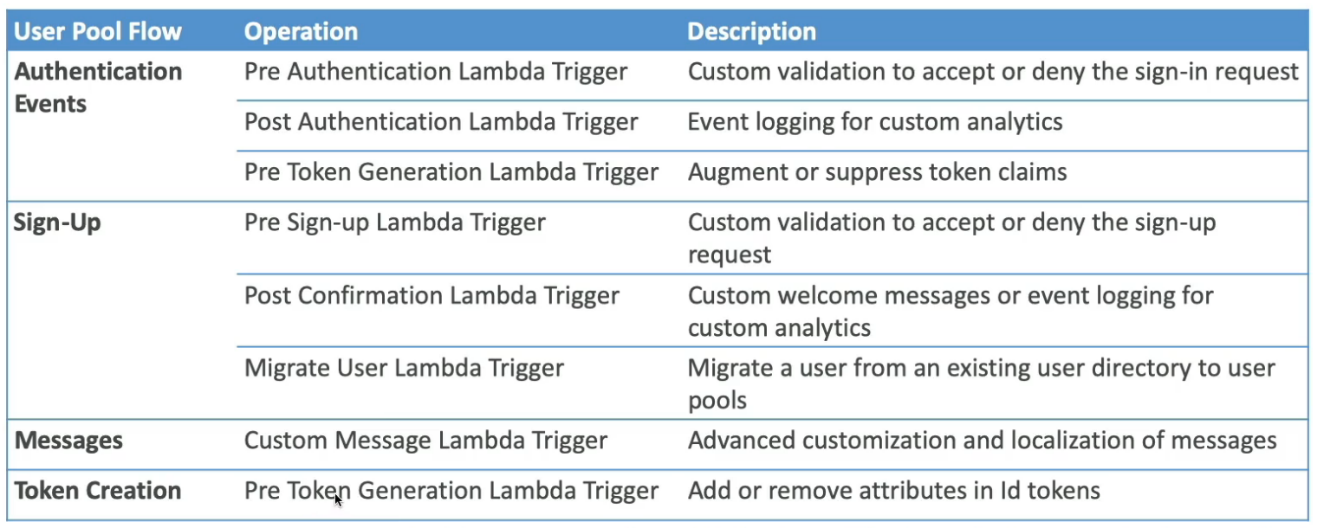 User Pool Flow Operation Description
Authentication Events Pre Authentication Lambda Trigger Custom validation to accept or deny the sign-in request
Post Authentication Lambda Trigger Event logging for custom analytics
Pre Token Generation Lambda Trigger Augment or suppress token claims
Sign-Up Pre Sign-up Lambda Trigger Custom validation to accept or deny the sign-up
request
Post Confirmation Lambda Trigger Custom welcome messages or event logging for
custom analytics
Migrate User Lambda Trigger Migrate a user from an existing user directory to user
pools
Messages Custom Message Lambda Trigger Advanced customization and localization of messages
Token Creation Pre Token Generation Lambda Trigger Add or remove attributes in Id tokens